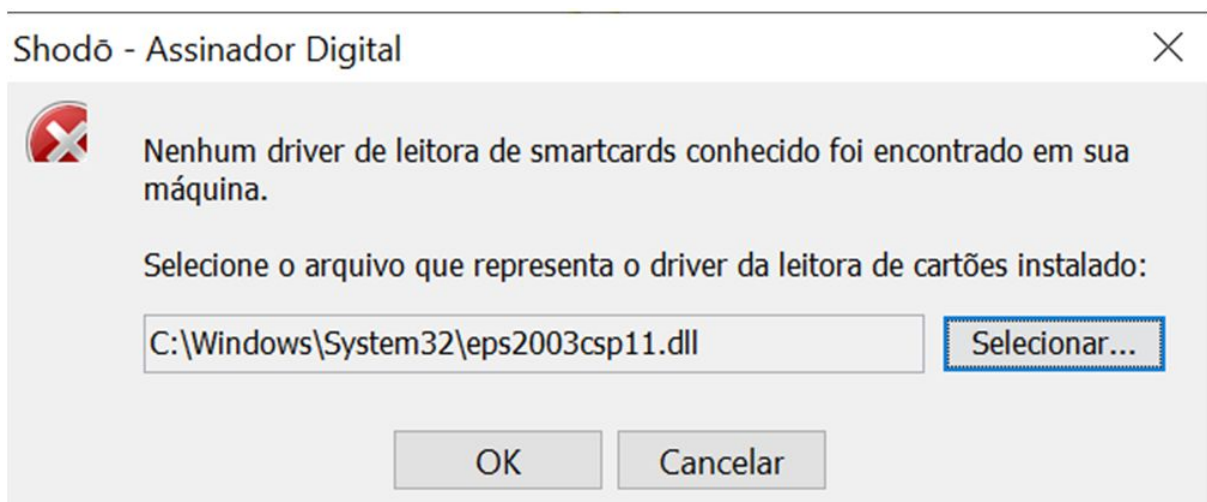 Shodō - Assinador Digital
Nenhum driver de leitora de smartcards conhecido foi encontrado em sua
máquina.
Selecione o arquivo que representa o driver da leitora de cartões instalado:
C:\Windows\System32\eps2003csp11.dll
Selecionar...
OK
Cancelar